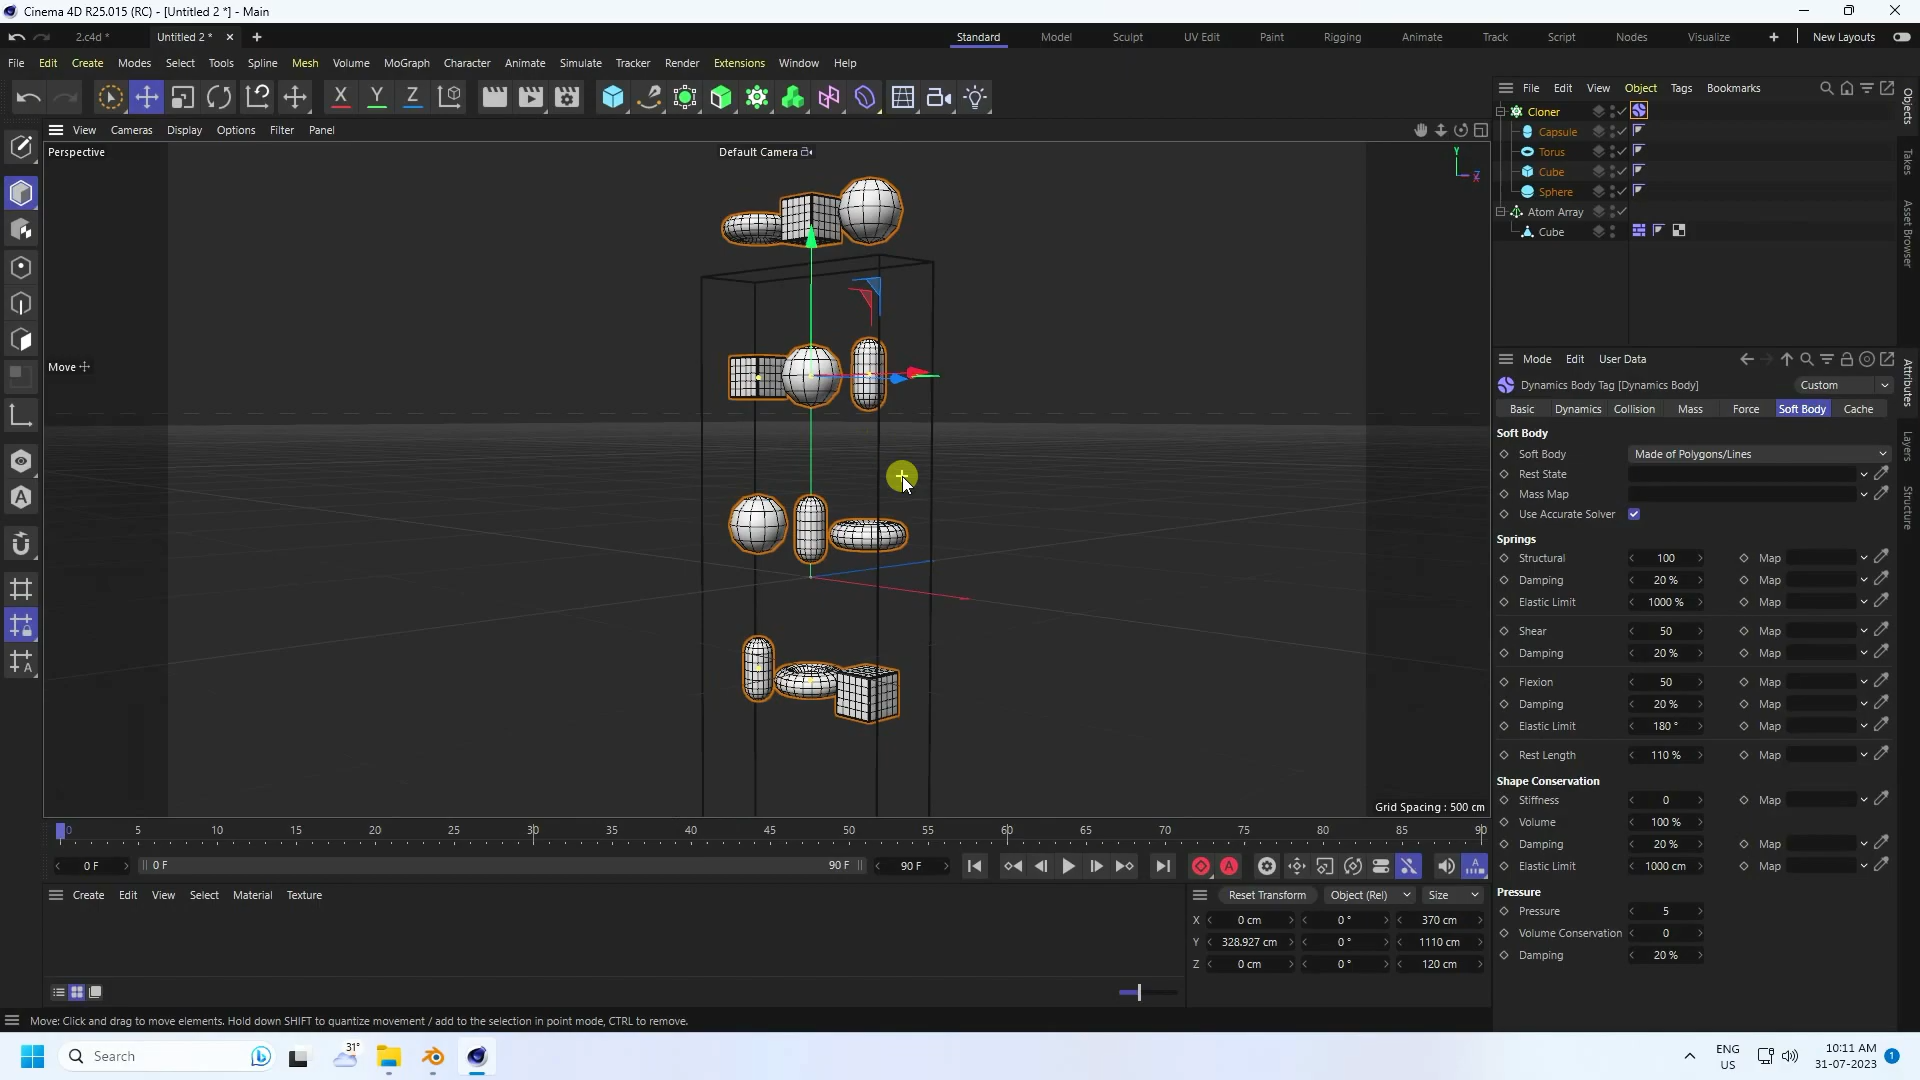 Cinema 4D R25.015 (RC) - [Untitled 2 *] - Main
2.c4d * Untitled 2 * Standard Model Sculpt UV Edit Paint Rigging Animate Track Script Nodes Visualize New Layouts
File Edit Create Modes Select Tools Spline Mesh Volume MoGraph Character Animate Simulate Tracker Render Extensions Window Help
X Y Z
File Edit View Object Tags Bookmarks
View Cameras Display Options Filter Panel
Perspective
Default Camera
Y
Z
Move
Cloner
Capsule
Torus
Cube
Sphere
Atom Array
Cube
Objects
Takes
Asset Browser
Mode Edit User Data
Dynamics Body Tag [Dynamics Body] Custom
Basic Dynamics Collision Mass Force Soft Body Cache
Attributes
Layers
Structure
Soft Body
Soft Body Made of Polygons/Lines
Rest State
Mass Map
Use Accurate Solver
Springs
Structural 100 Map
Damping 20 % Map
Elastic Limit 1000 % Map
Shear 50 Map
Damping 20 % Map
Flexion 50 Map
Damping 20 % Map
Elastic Limit 180 ° Map
Rest Length 110 % Map
Shape Conservation
Stiffness 0 Map
Volume 100 %
Damping 20 % Map
Elastic Limit 1000 cm Map
Pressure
Pressure 5
Volume Conservation 0
Damping 20 %
Grid Spacing : 500 cm
0 5 10 15 20 25 30 35 40 45 50 55 60 65 70 75 80 85 90
0 F 0 F 90 F 90 F
Create Edit View Select Material Texture
Reset Transform Object (Rel) Size
X 0 cm 0 ° 370 cm
Y 328.927 cm 0 ° 1110 cm
Z 0 cm 0 ° 120 cm
Move: Click and drag to move elements. Hold down SHIFT to quantize movement / add to the selection in point mode, CTRL to remove.
Search
31°
ENG
US
10:11 AM
31-07-2023
1